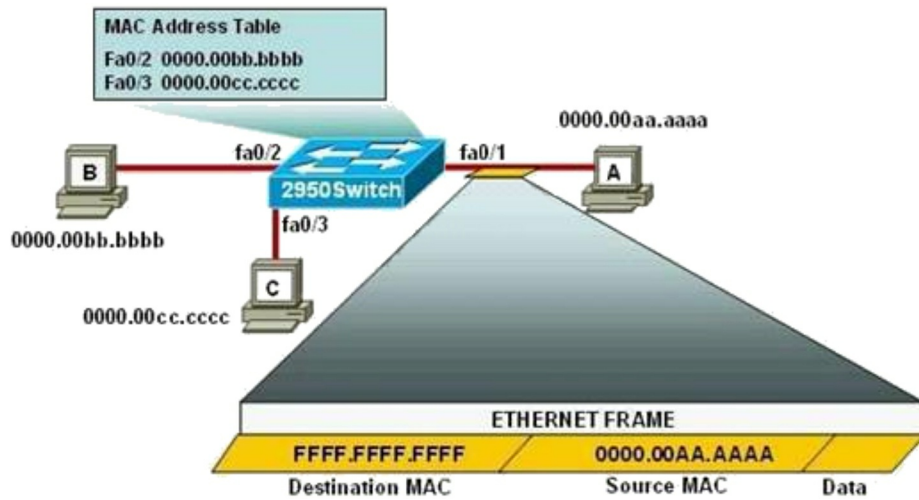 MAC Address Table
Fa0/2 0000.00bb.bbbb
Fa0/3 0000.00cc.cccc
0000.00aa.aaaa
fa0/2
fa0/1
B
A
2950Switch
fa0/3
0000.00bb.bbbb
C
0000.00cc.cccc
ETHERNET FRAME
FFFF.FFFF.FFFF 0000.00AA.AAAA
Destination MAC Source MAC Data